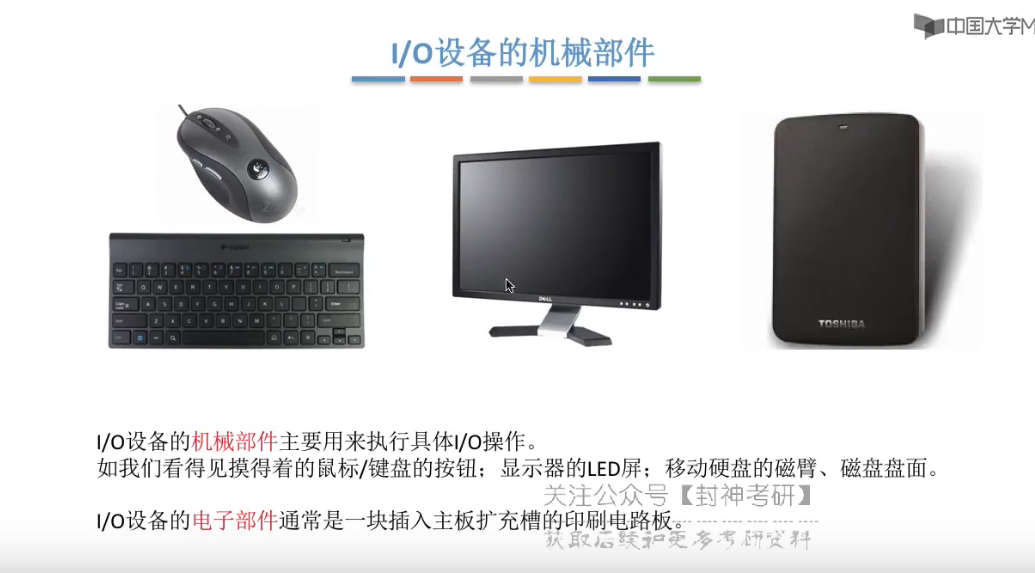 中国大学M
I/O设备的机械部件
DELL
TOSHIBA
I/O设备的机械部件主要用来执行具体I/O操作。
如我们看得见摸得着的鼠标/键盘的按钮；显示器的LED屏；移动硬盘的磁臂、磁盘盘面。
关注公众号【封神考研】
I/O设备的电子部件通常是一块插入主板扩充槽的印刷电路板。
获取后续和更多考研资料